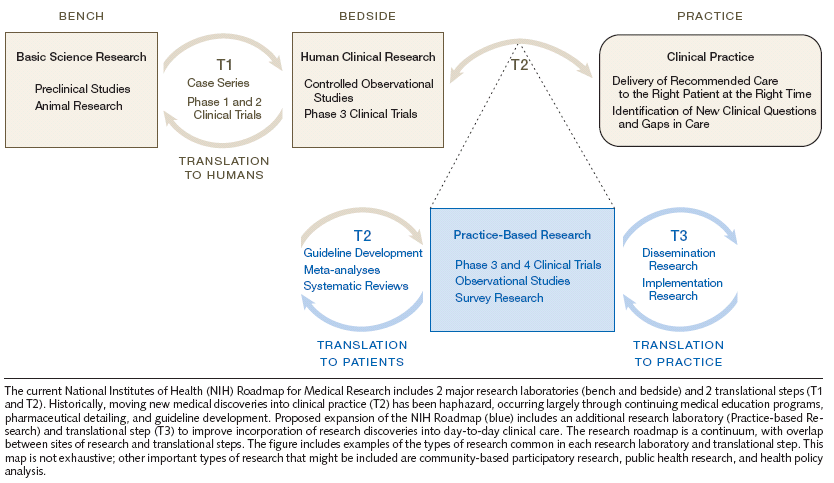 BENCH
BEDSIDE
PRACTICE
Basic Science Research
Preclinical Studies
Animal Research
T1
Case Series
Phase 1 and 2
Clinical Trials
TRANSLATION
TO HUMANS
Human Clinical Research
Controlled Observational
Studies
Phase 3 Clinical Trials
T2
Clinical Practice
Delivery of Recommended Care
to the Right Patient at the Right Time
Identification of New Clinical Questions
and Gaps in Care
T2
Guideline Development
Meta-analyses
Systematic Reviews
TRANSLATION
TO PATIENTS
Practice-Based Research
Phase 3 and 4 Clinical Trials
Observational Studies
Survey Research
T3
Dissemination
Research
Implementation
Research
TRANSLATION
TO PRACTICE
The current National Institutes of Health (NIH) Roadmap for Medical Research includes 2 major research laboratories (bench and bedside) and 2 translational steps (T1
and T2). Historically, moving new medical discoveries into clinical practice (T2) has been haphazard, occurring largely through continuing medical education programs,
pharmaceutical detailing, and guideline development. Proposed expansion of the NIH Roadmap (blue) includes an additional research laboratory (Practice-based Re-
search) and translational step (T3) to improve incorporation of research discoveries into day-to-day clinical care. The research roadmap is a continuum, with overlap
between sites of research and translational steps. The figure includes examples of the types of research common in each research laboratory and translational step. This
map is not exhaustive; other important types of research that might be included are community-based participatory research, public health research, and health policy
analysis.